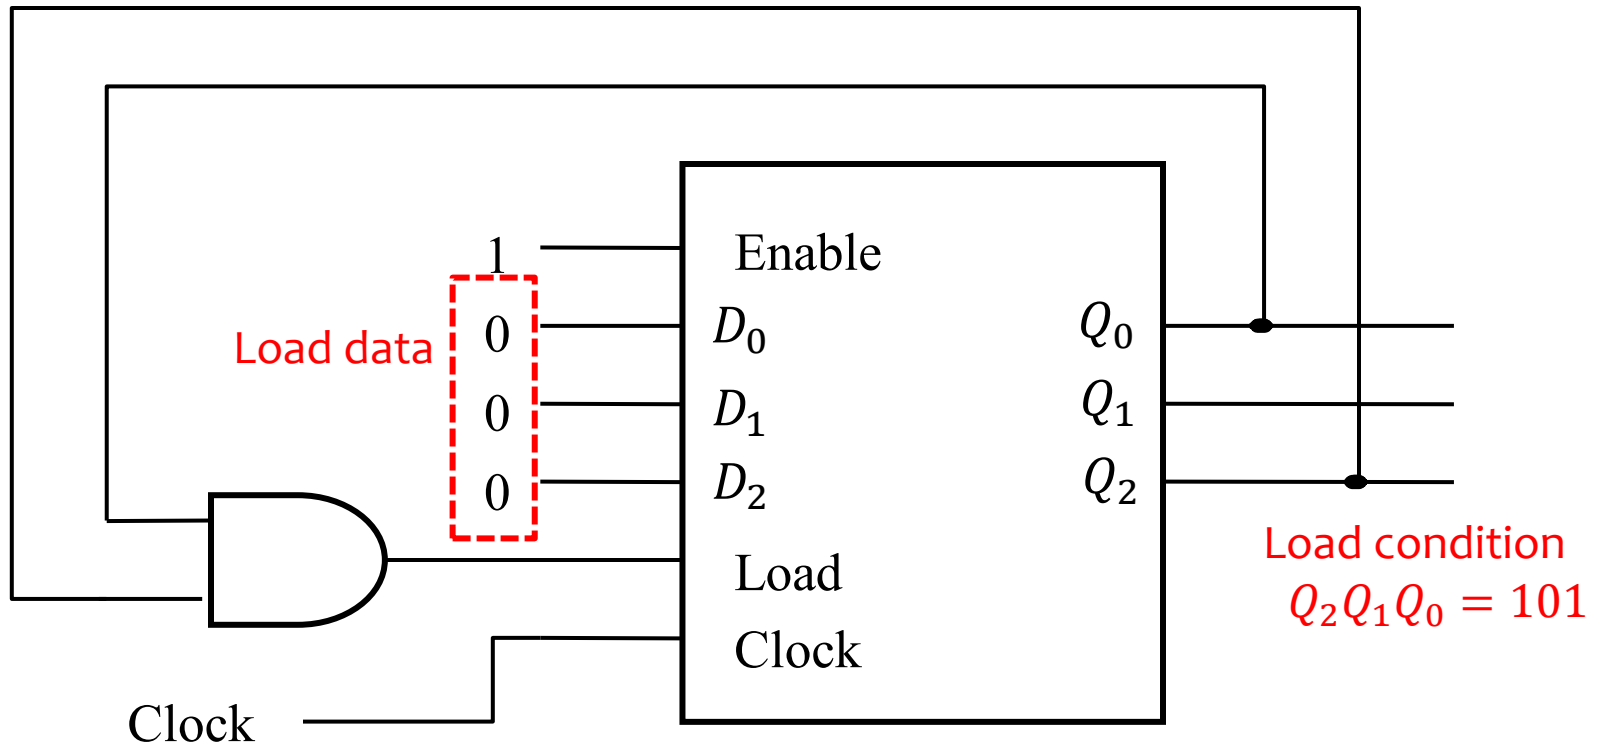 1
Enable
0
D₀
Q₀
Load data
0
D₁
Q₁
0
D₂
Q₂
Load condition
Q₂Q₁Q₀ = 101
Load
Clock
Clock